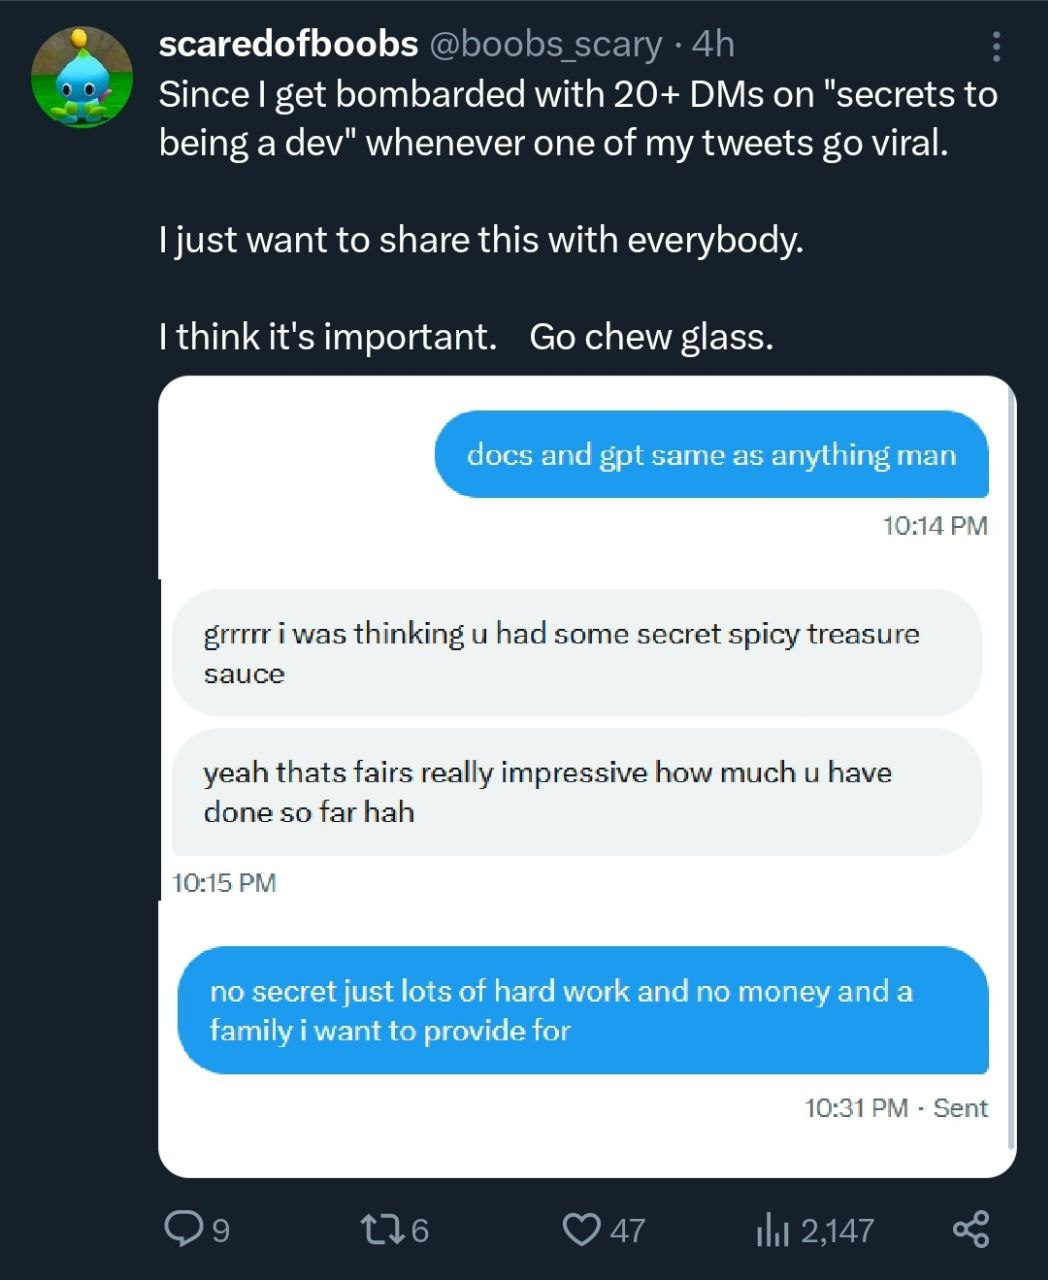 scaredofboobs @boobs_scary · 4h
Since I get bombarded with 20+ DMs on "secrets to
being a dev" whenever one of my tweets go viral.
I just want to share this with everybody.
I think it's important. Go chew glass.
docs and gpt same as anything man
10:14 PM
grrrrr i was thinking u had some secret spicy treasure
sauce
yeah thats fairs really impressive how much u have
done so far hah
10:15 PM
no secret just lots of hard work and no money and a
family i want to provide for
10:31 PM · Sent
9 6 47 2,147